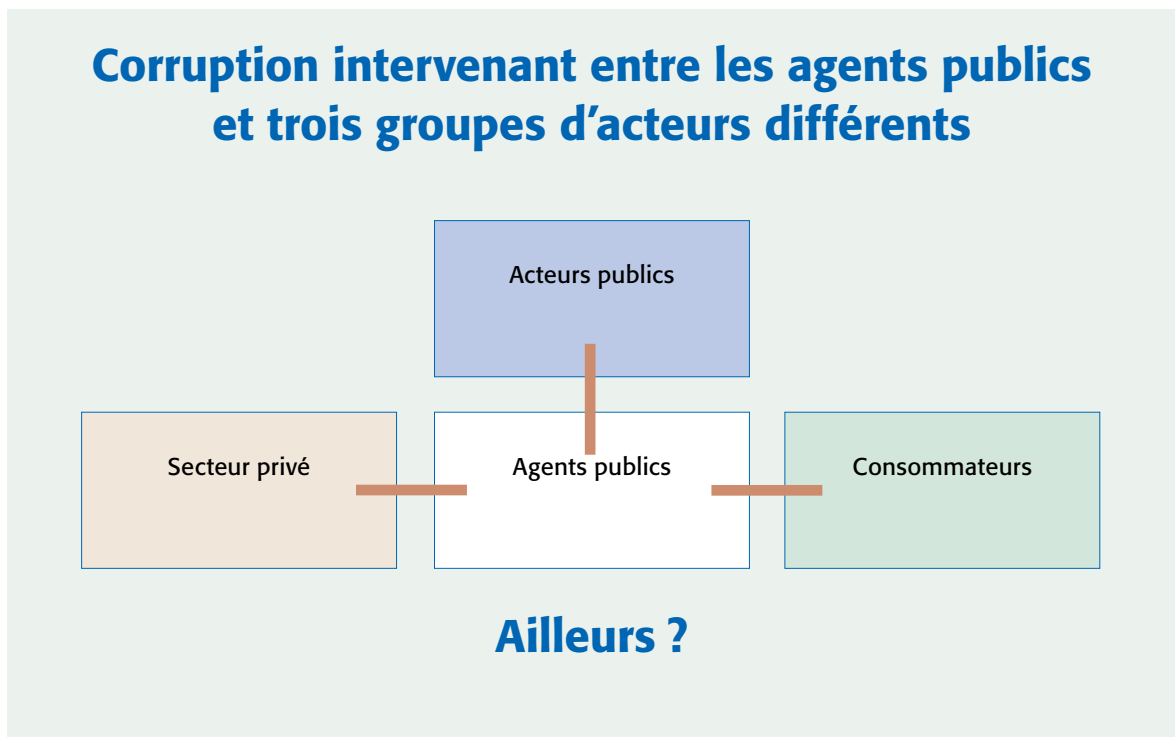 Corruption intervenant entre les agents publics
et trois groupes d’acteurs différents
Acteurs publics
Secteur privé
Agents publics
Consommateurs
Ailleurs ?